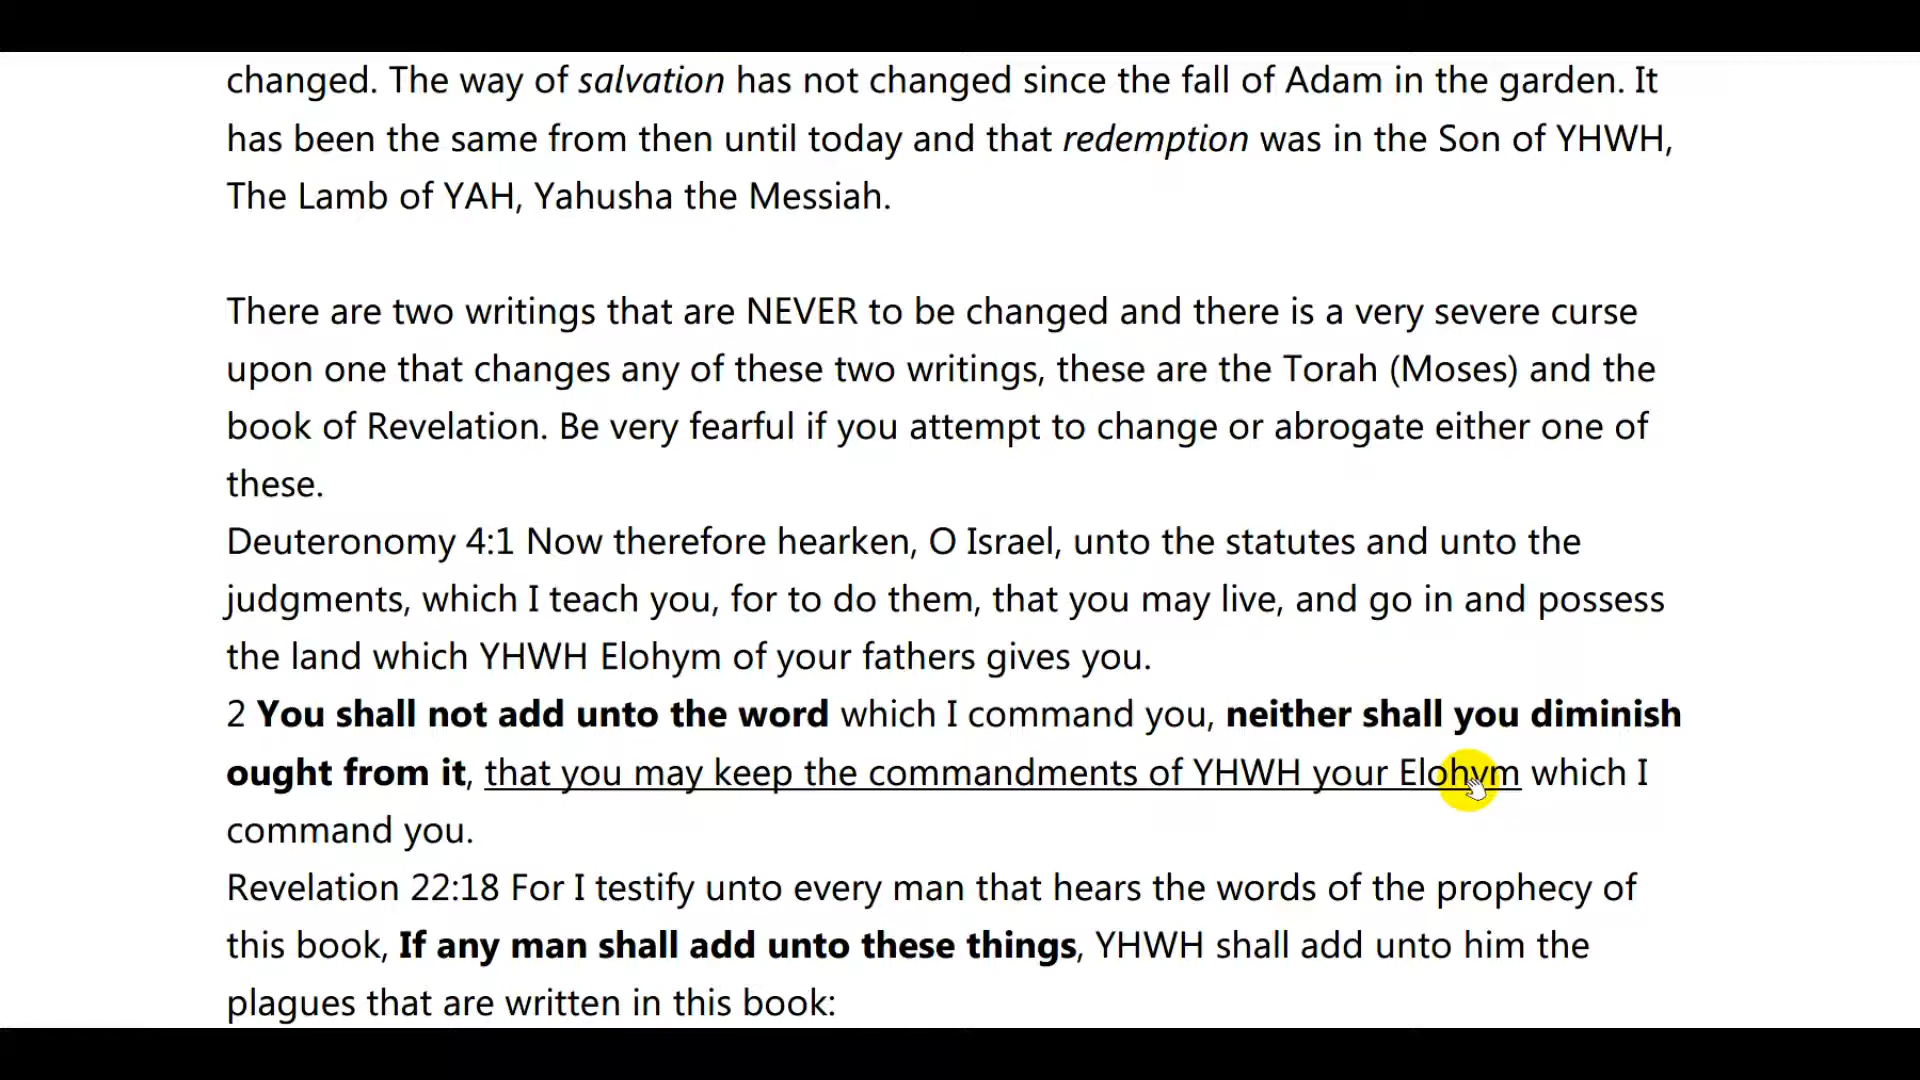 changed. The way of salvation has not changed since the fall of Adam in the garden. It
has been the same from then until today and that redemption was in the Son of YHWH,
The Lamb of YAH, Yahusha the Messiah.
There are two writings that are NEVER to be changed and there is a very severe curse
upon one that changes any of these two writings, these are the Torah (Moses) and the
book of Revelation. Be very fearful if you attempt to change or abrogate either one of
these.
Deuteronomy 4:1 Now therefore hearken, O Israel, unto the statutes and unto the
judgments, which I teach you, for to do them, that you may live, and go in and possess
the land which YHWH Elohym of your fathers gives you.
2 You shall not add unto the word which I command you, neither shall you diminish
ought from it, that you may keep the commandments of YHWH your Elohym which I
command you.
Revelation 22:18 For I testify unto every man that hears the words of the prophecy of
this book, If any man shall add unto these things, YHWH shall add unto him the
plagues that are written in this book: